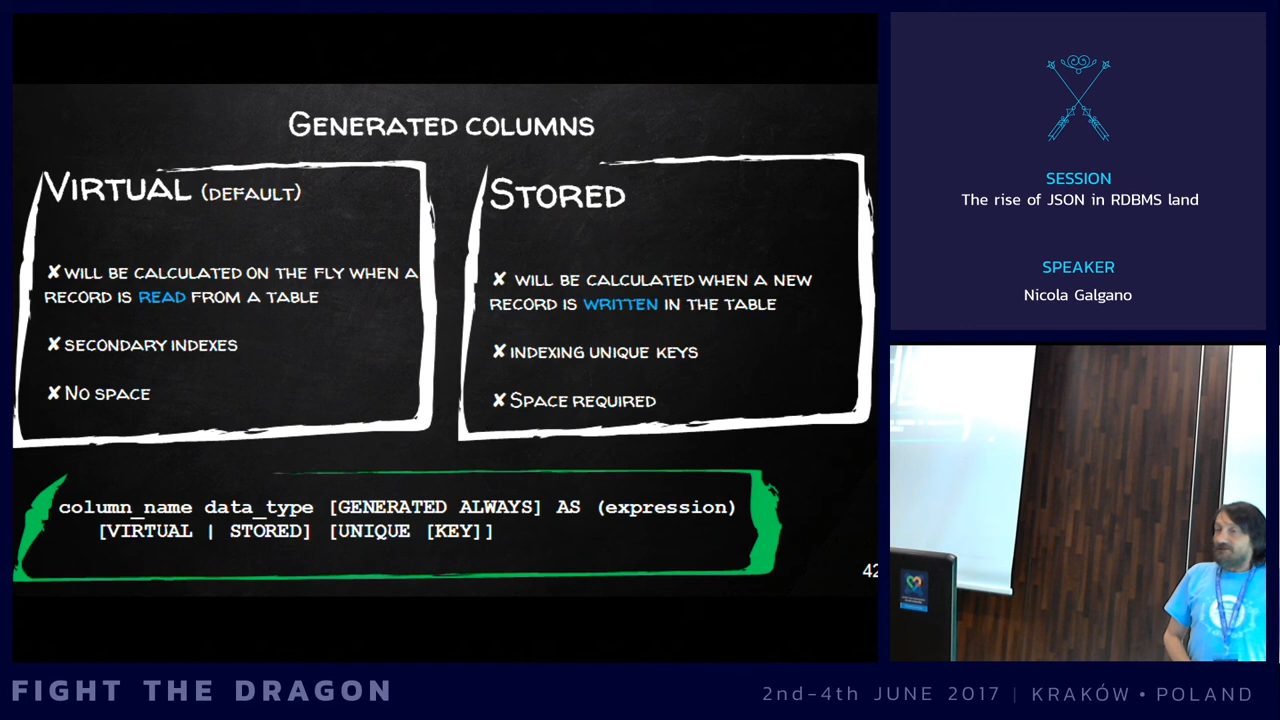 GENERATED COLUMNS
VIRTUAL (DEFAULT)
✘ WILL BE CALCULATED ON THE FLY WHEN A
RECORD IS READ FROM A TABLE
✘ SECONDARY INDEXES
✘ NO SPACE
STORED
✘ WILL BE CALCULATED WHEN A NEW
RECORD IS WRITTEN IN THE TABLE
✘ INDEXING UNIQUE KEYS
✘ SPACE REQUIRED
column_name data_type [GENERATED ALWAYS] AS (expression)
[VIRTUAL | STORED] [UNIQUE [KEY]]
42
SESSION
The rise of JSON in RDBMS land
SPEAKER
Nicola Galgano
FIGHT THE DRAGON
2nd-4th JUNE 2017 | KRAKÓW • POLAND